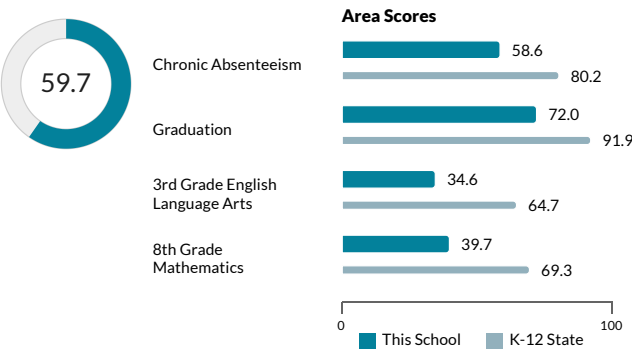 Area Scores
59.7
Chronic Absenteeism
58.6
80.2
Graduation
72.0
91.9
3rd Grade English
Language Arts
34.6
64.7
8th Grade
Mathematics
39.7
69.3
0
100
This School
K-12 State